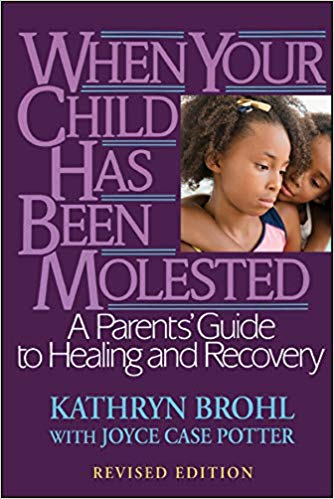 WHEN YOUR
CHILD
HAS
BEEN
MOLESTED
A Parents' Guide
to Healing and Recovery
KATHRYN BROHL
WITH JOYCE CASE POTTER
REVISED EDITION